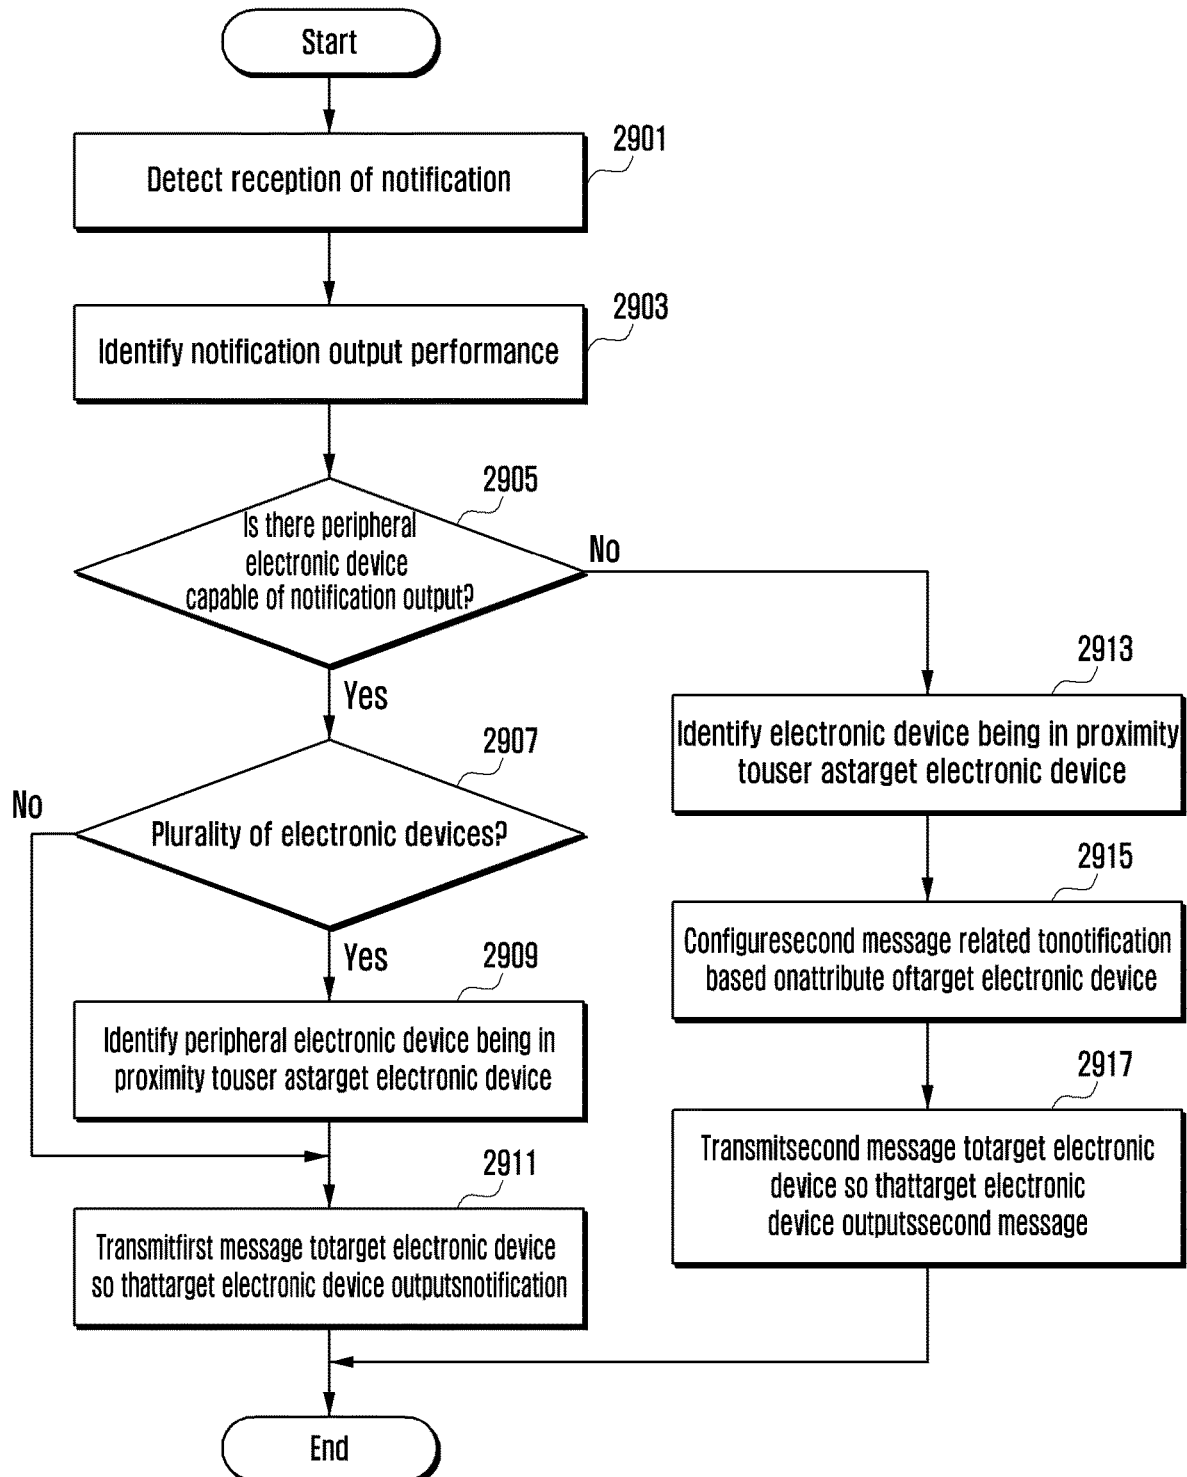 Start
2901
Detect reception of notification
2903
Identify notification output performance
2905
Is there peripheral
electronic device
capable of notification output?
No
Yes
2907
No
Plurality of electronic devices?
Yes
2909
Identify peripheral electronic device being in
proximity touser astarget electronic device
2911
Transmitfirst message totarget electronic device
so thattarget electronic device outputsnotification
2913
Identify electronic device being in proximity
touser astarget electronic device
2915
Configuresecond message related tonotification
based onattribute oftarget electronic device
2917
Transmitsecond message totarget electronic
device so thattarget electronic
device outputssecond message
End